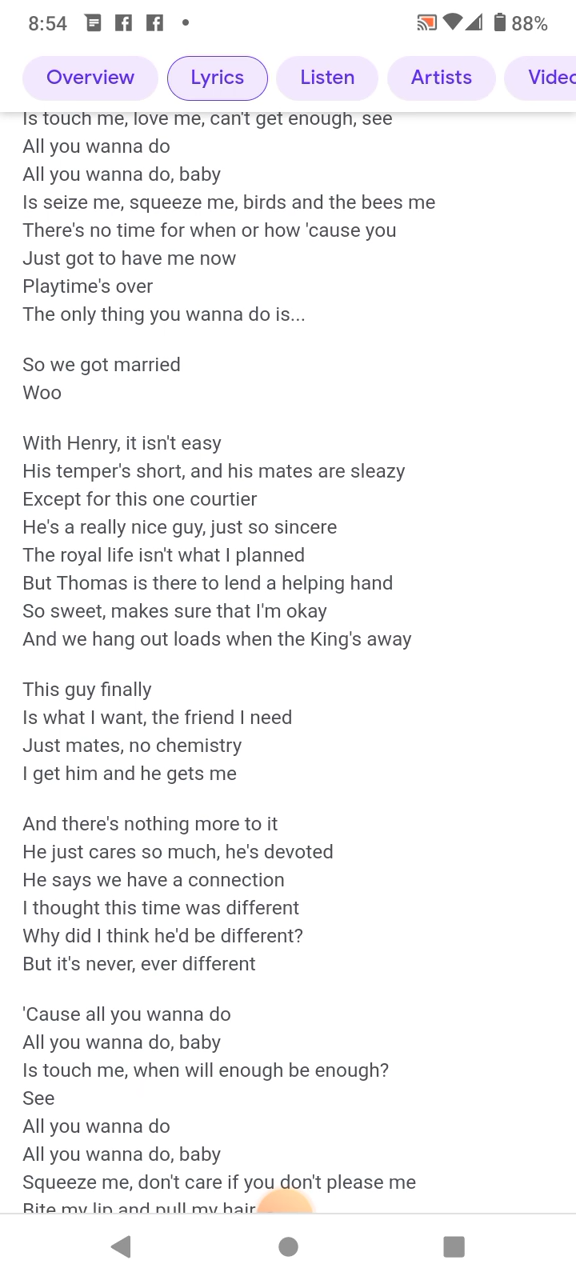 8:54
88%
Overview
Lyrics
Listen
Artists
Is touch me, love me, can't get enough, see
All you wanna do
All you wanna do, baby
Is seize me, squeeze me, birds and the bees me
There's no time for when or how 'cause you
Just got to have me now
Playtime's over
The only thing you wanna do is...
So we got married
Woo
With Henry, it isn't easy
His temper's short, and his mates are sleazy
Except for this one courtier
He's a really nice guy, just so sincere
The royal life isn't what I planned
But Thomas is there to lend a helping hand
So sweet, makes sure that I'm okay
And we hang out loads when the King's away
This guy finally
Is what I want, the friend I need
Just mates, no chemistry
I get him and he gets me
And there's nothing more to it
He just cares so much, he's devoted
He says we have a connection
I thought this time was different
Why did I think he'd be different?
But it's never, ever different
'Cause all you wanna do
All you wanna do, baby
Is touch me, when will enough be enough?
See
All you wanna do
All you wanna do, baby
Squeeze me, don't care if you don't please me
Bite my lip and pull my hair